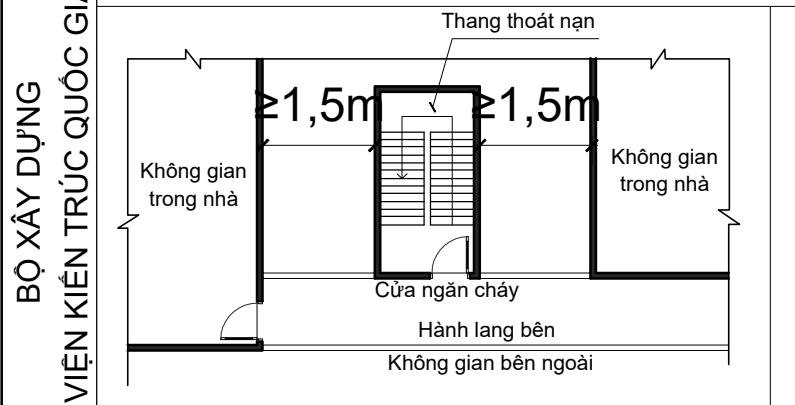 BỘ XÂY DỰNG
VIỆN KIẾN TRÚC QUỐC GIA
Thang thoát nạn
≥1,5m
≥1,5m
Không gian
trong nhà
Không gian
trong nhà
Cửa ngăn cháy
Hành lang bên
Không gian bên ngoài